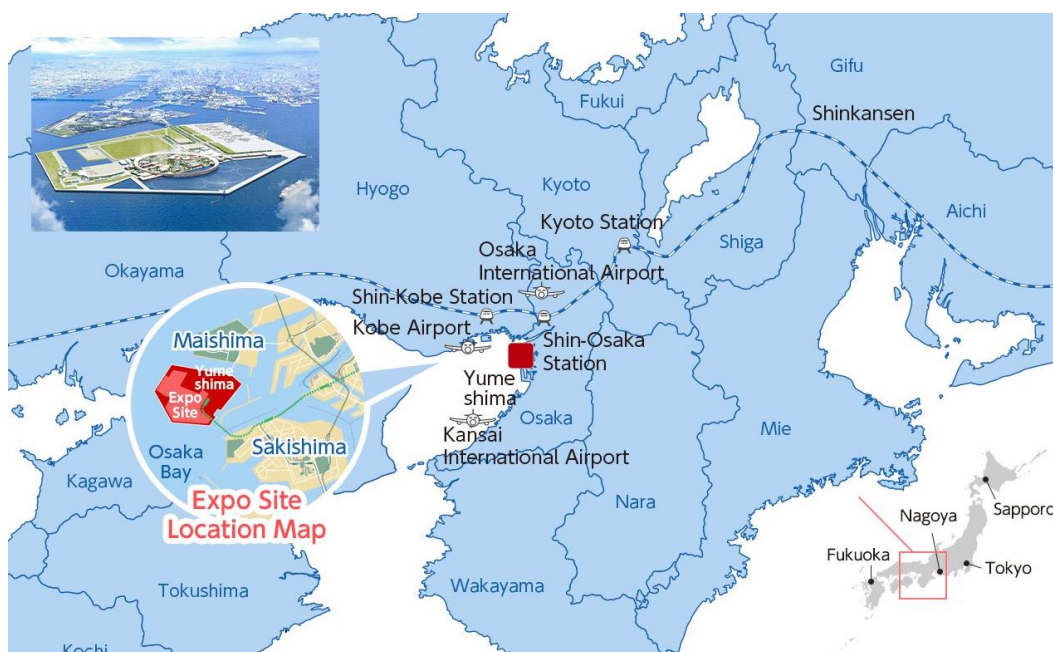 Gifu
Fukui
Shinkansen
Hyogo
Kyoto
Aichi
Kyoto Station
Shiga
Okayama
Osaka
International Airport
Shin-Kobe Station
Kobe Airport
Shin-Osaka
Station
Maishima
Yume
shima
Expo
Site
Yume
shima
Osaka
Mie
Sakishima
Osaka
Bay
Kansai
International Airport
Kagawa
Expo Site
Location Map
Nara
Sapporo
Nagoya
Fukuoka
Tokyo
Tokushima
Wakayama
Kochi